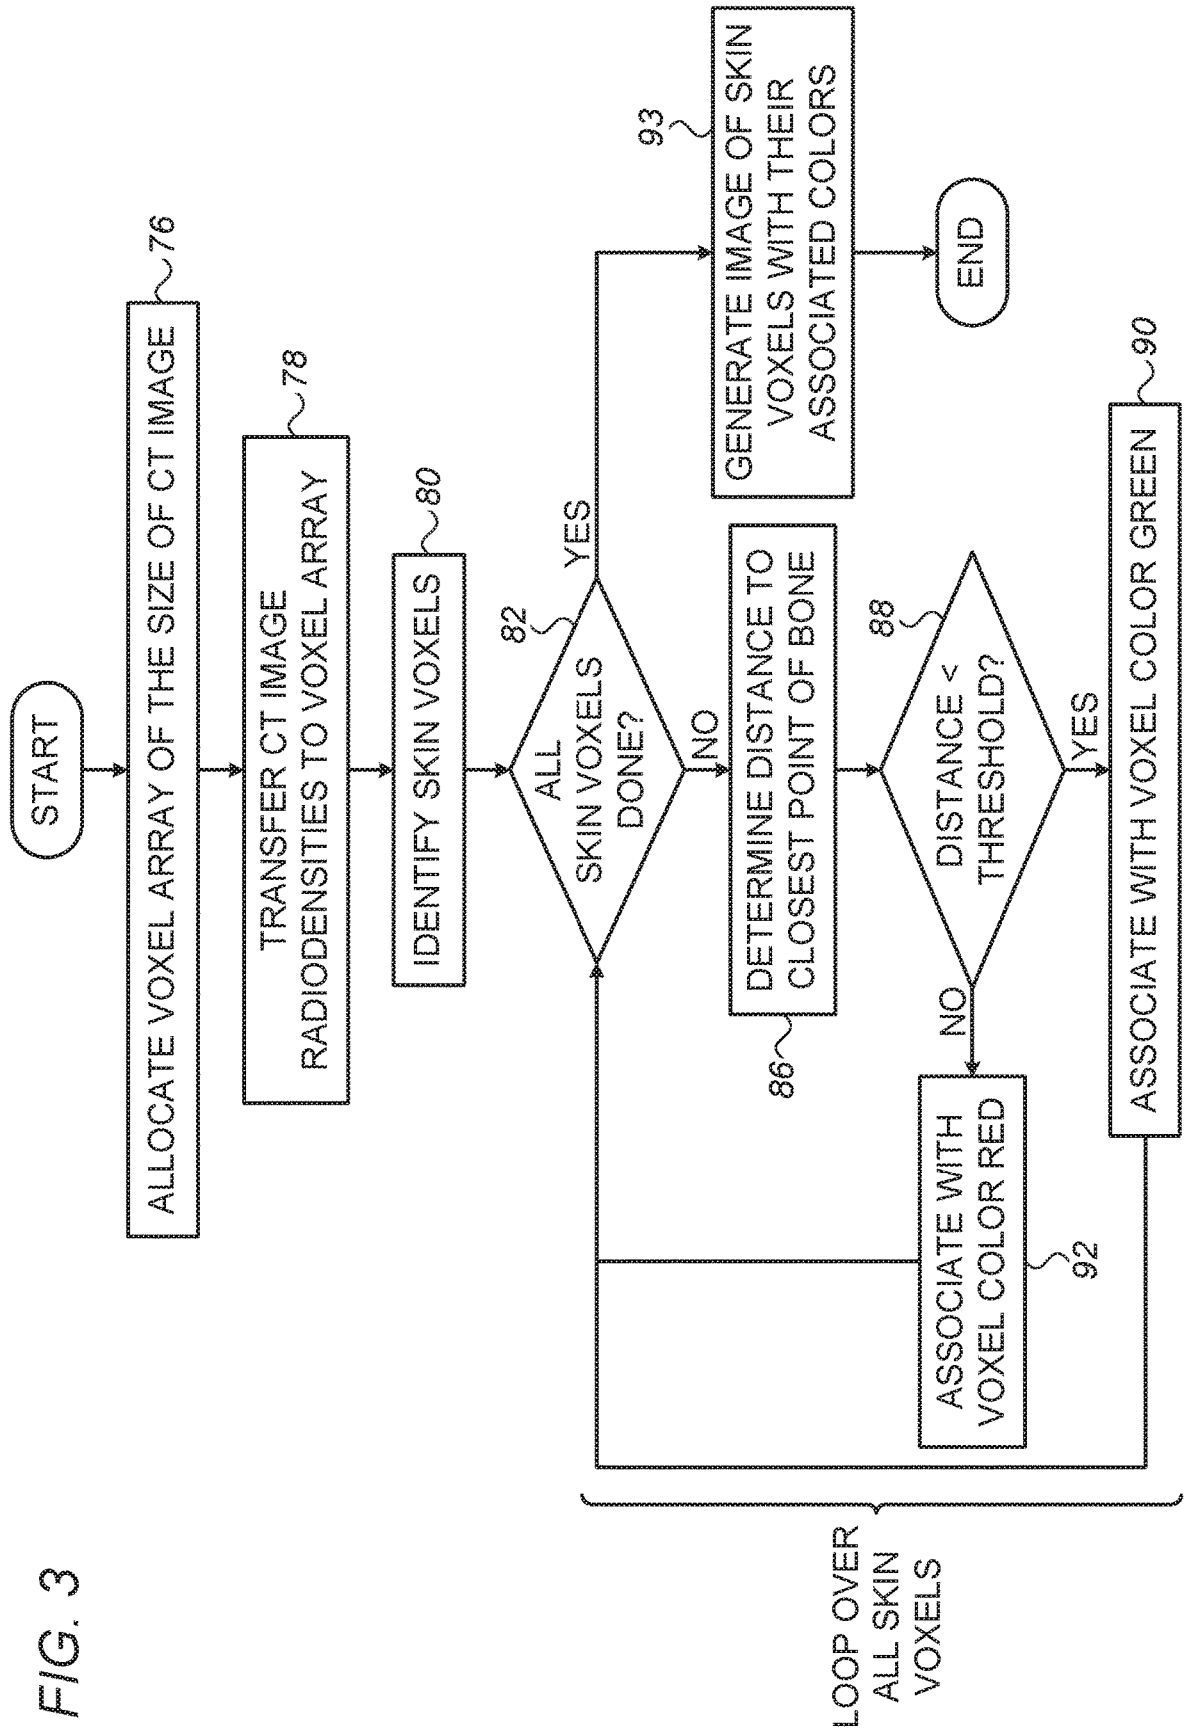 FIG. 3
START
ALLOCATE VOXEL ARRAY OF THE SIZE OF CT IMAGE
76
TRANSFER CT IMAGE
RADIODENSITIES TO VOXEL ARRAY
78
IDENTIFY SKIN VOXELS
80
ALL
SKIN VOXELS
DONE?
82
YES
NO
GENERATE IMAGE OF SKIN
VOXELS WITH THEIR
ASSOCIATED COLORS
93
END
DETERMINE DISTANCE TO
CLOSEST POINT OF BONE
86
DISTANCE <
THRESHOLD?
88
NO
YES
ASSOCIATE WITH
VOXEL COLOR RED
92
ASSOCIATE WITH VOXEL COLOR GREEN
90
LOOP OVER
ALL SKIN
VOXELS